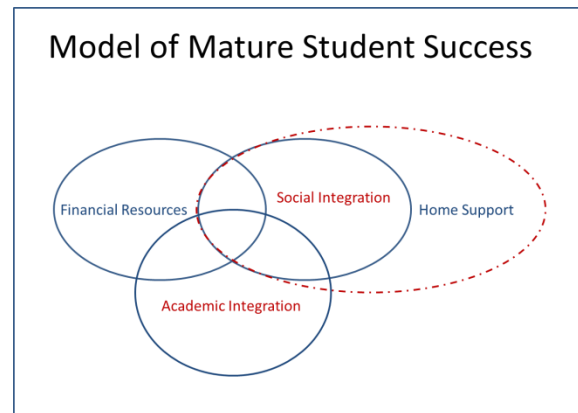 Model of Mature Student Success
Social Integration
Financial Resources
Home Support
Academic Integration